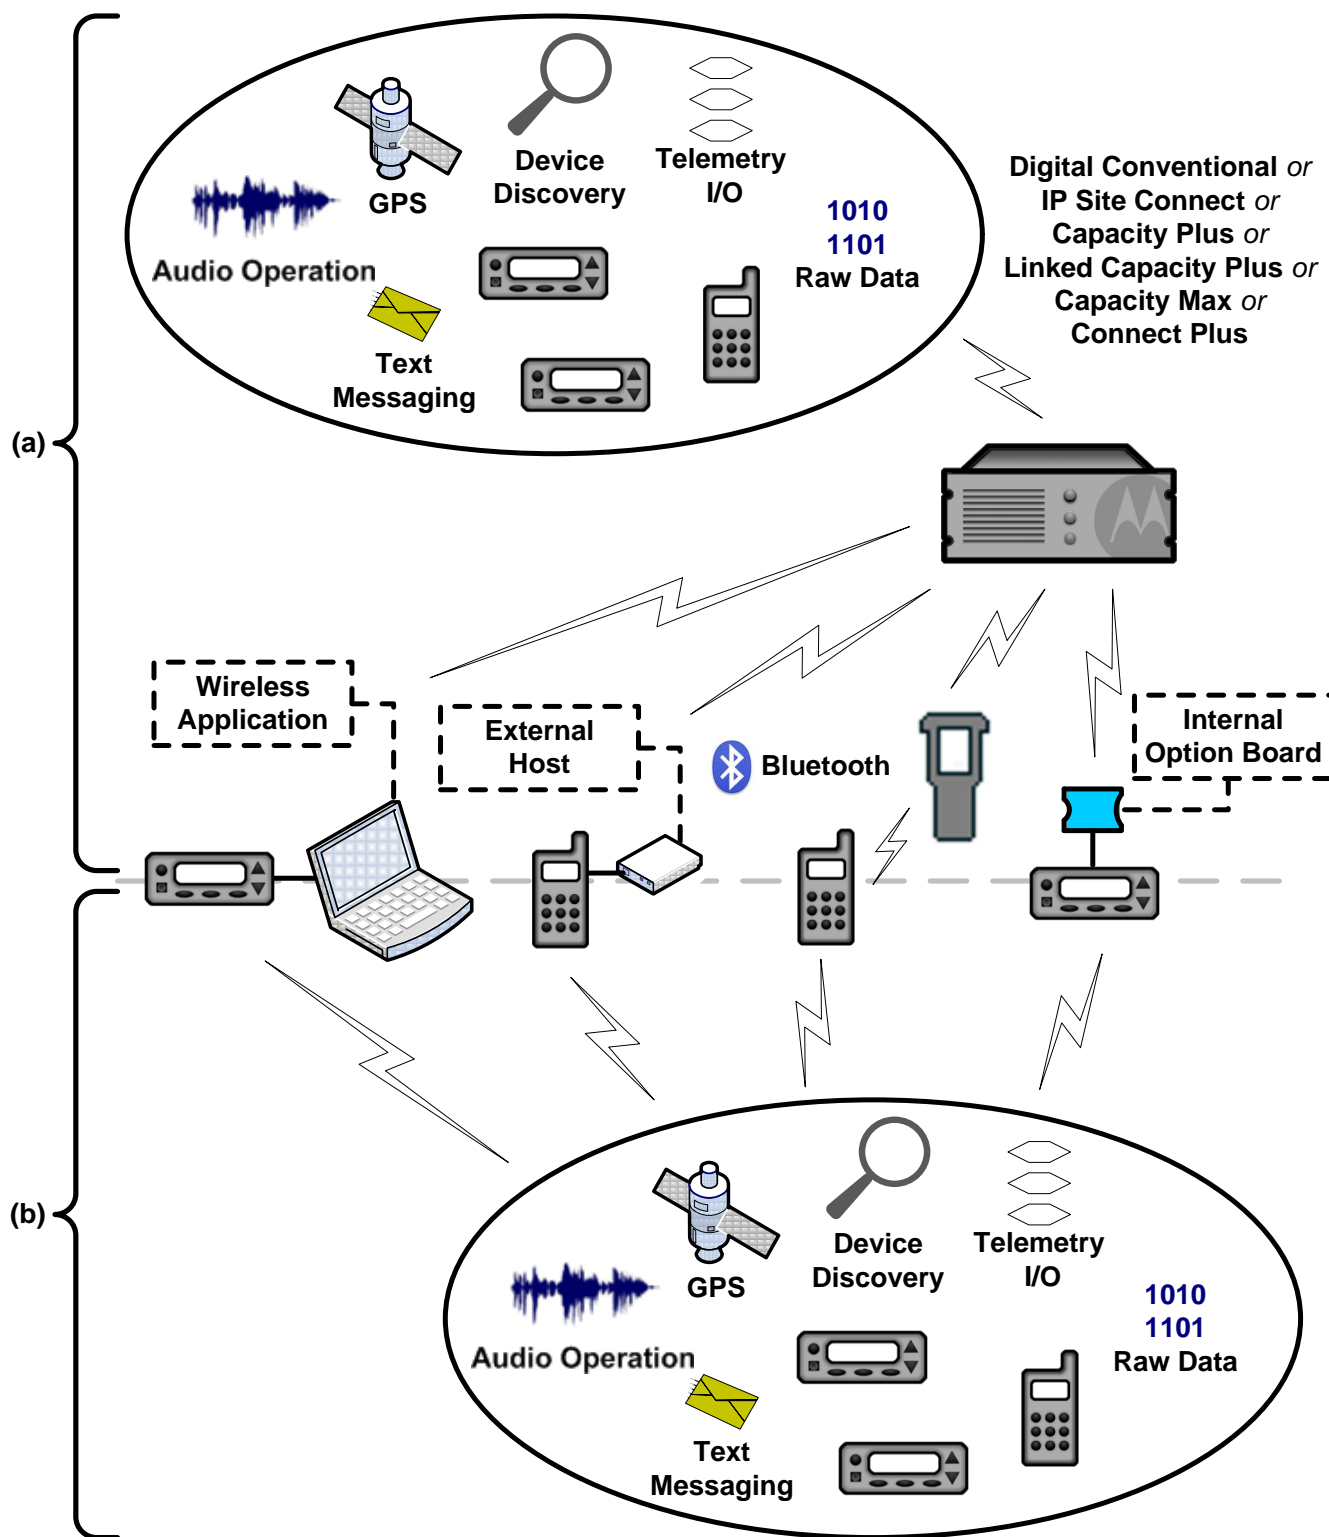 Device
Discovery
Telemetry
I/O
GPS
1010
1101
Raw Data
Audio Operation
Text
Messaging
Digital Conventional or
IP Site Connect or
Capacity Plus or
Linked Capacity Plus or
Capacity Max or
Connect Plus
(a)
Wireless
Application
External
Host
Bluetooth
Internal
Option Board
(b)
Device
Discovery
Telemetry
I/O
GPS
1010
1101
Raw Data
Audio Operation
Text
Messaging